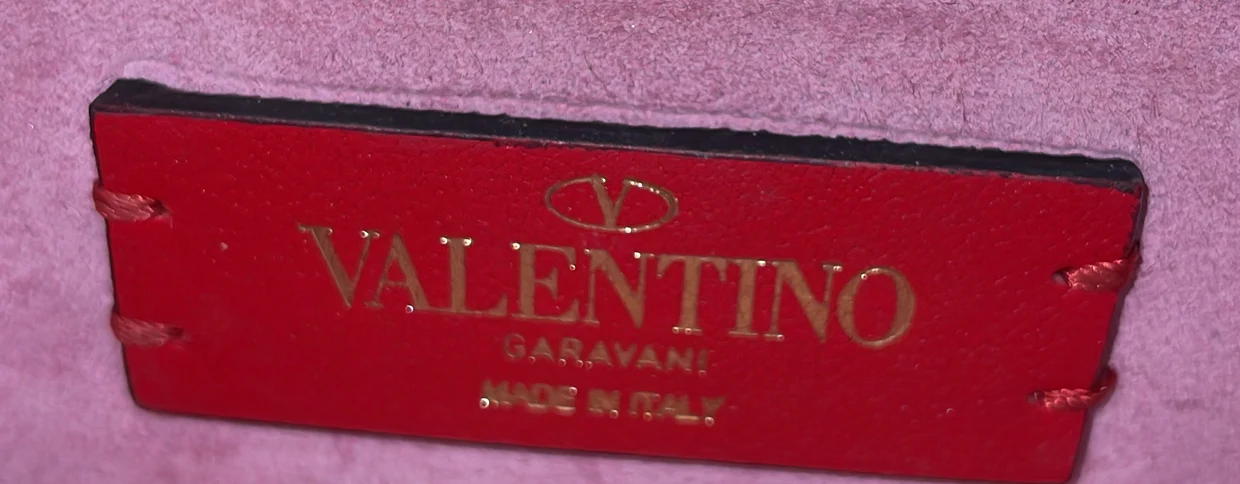 V
VALENTINO
GARAVANI
MADE IN ITALY